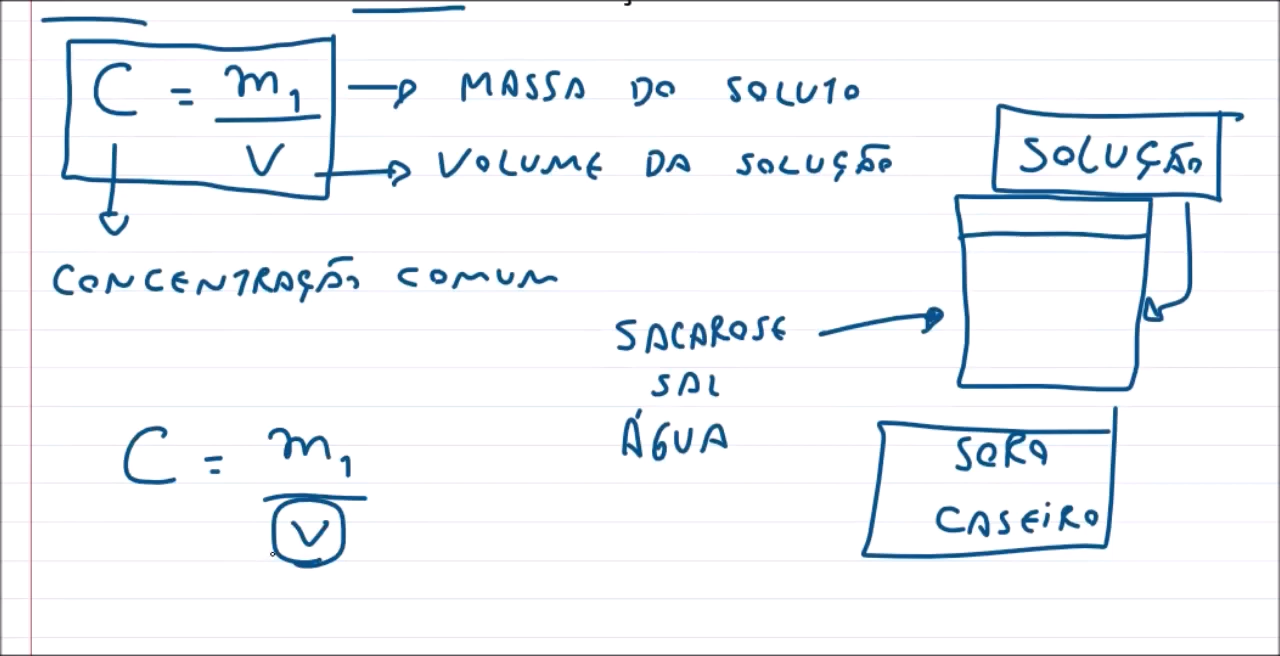 C = m₁ / V → MASSA DO SOLUTO
→ VOLUME DA SOLUÇÃO
SOLUÇÃO
CONCENTRAÇÃO COMUM
SACAROSE
SAL
ÁGUA
C = m₁ / V
SORO
CASEIRO